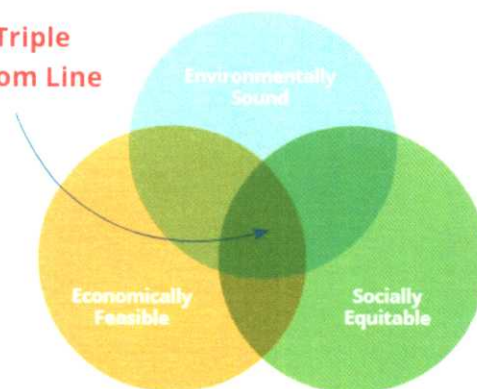 Triple
om Line
Environmentally
Sound
Economically
Feasible
Socially
Equitable